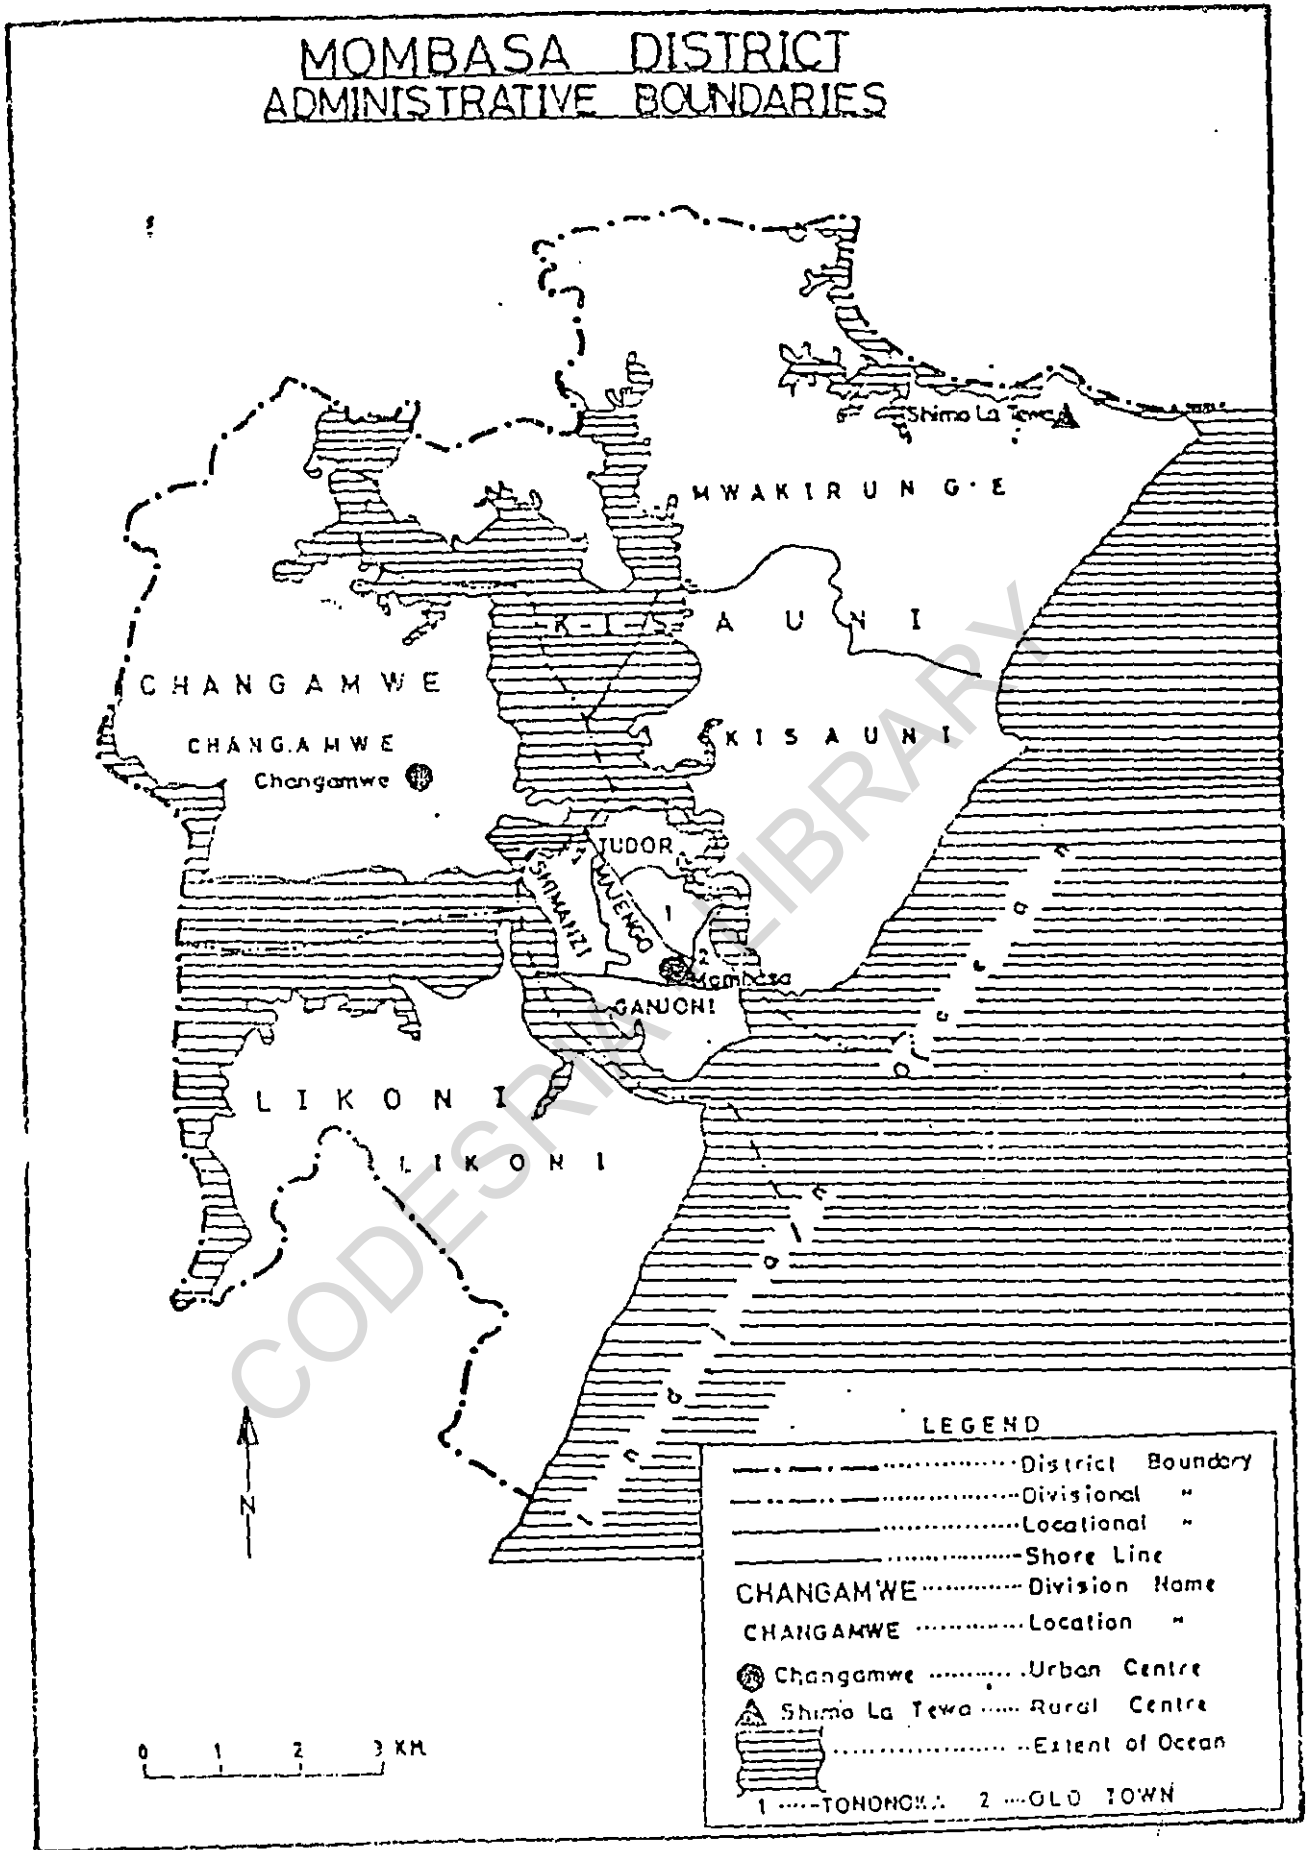 MOMBASA DISTRICT
ADMINISTRATIVE BOUNDARIES
Shimo La Tewa
MWAKIRUNGE
KISAUNI
CHANGAMWE
KISAUNI
CHANGAMWE
Changamwe
TUDOR
SHIMANZI
MAJENGO
1
2
Mombasa
GANJONI
Indian Ocean
LIKONI
LIKONI
N
CODESRIA LIBRARY
LEGEND
District Boundary
Divisional "
Locational "
Shore Line
CHANGAMWE Division Name
CHANGAMWE Location "
Changamwe Urban Centre
Shimo La Tewa Rural Centre
Extent of Ocean
1 TONONOKA 2 OLD TOWN
0 1 2 3 KM